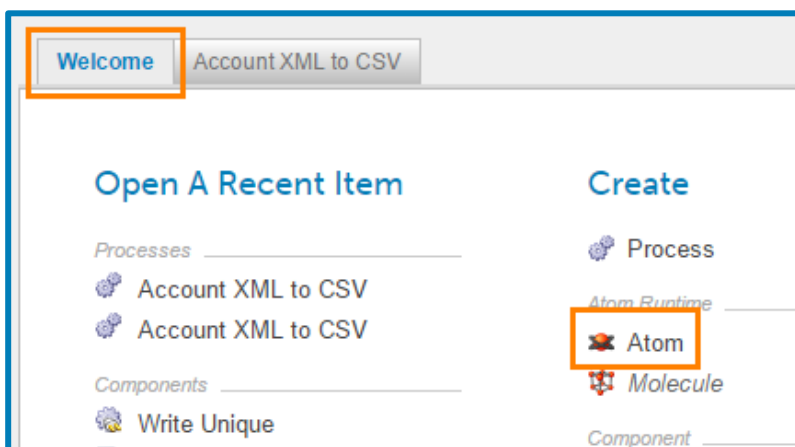 Welcome
Account XML to CSV
Open A Recent Item
Processes
Account XML to CSV
Account XML to CSV
Components
Write Unique
Create
Process
Atom Runtime
Atom
Molecule
Component